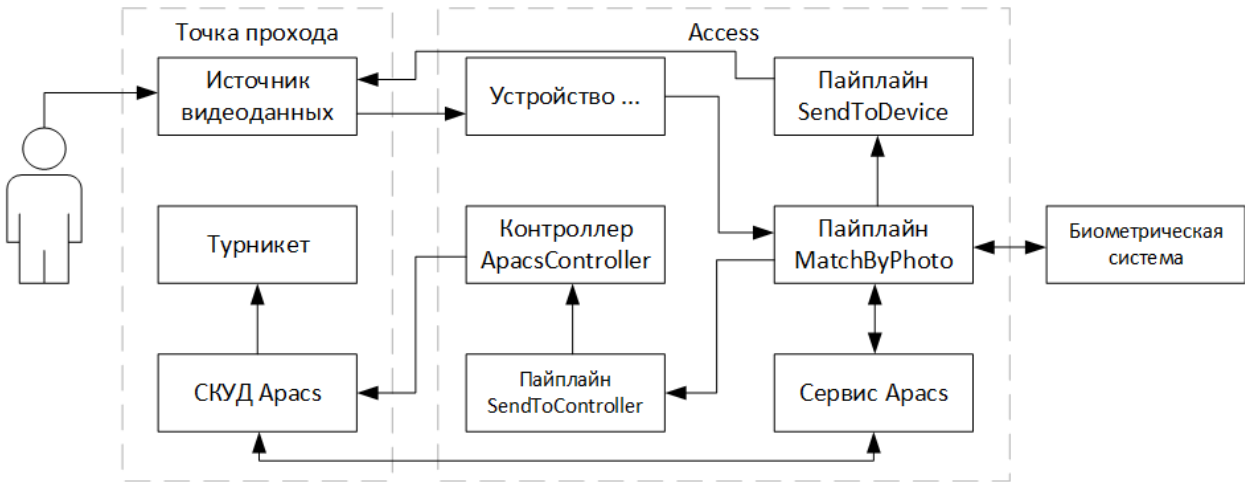 Точка прохода
Access
Источник
видеоданных
Устройство ...
Пайплайн
SendToDevice
Турникет
Контроллер
ApacsController
Пайплайн
MatchByPhoto
Биометрическая
система
СКУД Apacs
Пайплайн
SendToController
Сервис Apacs